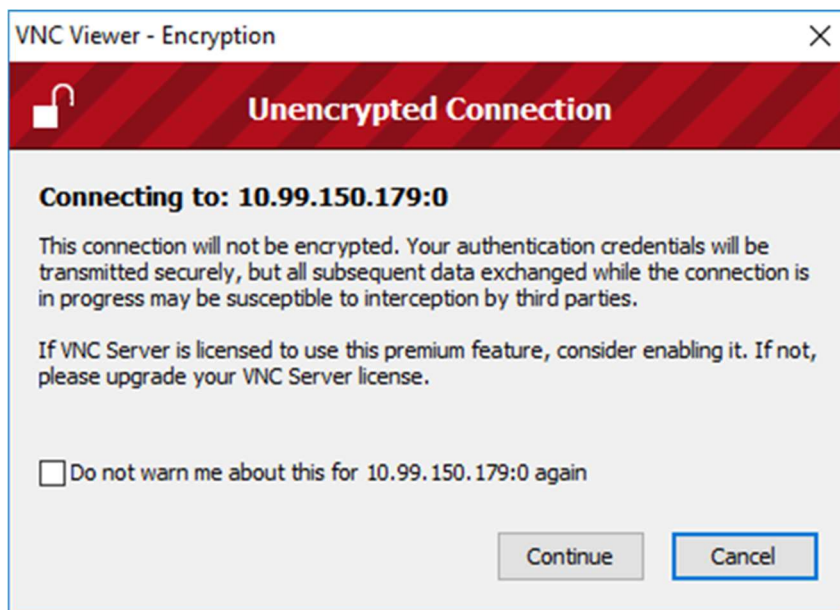 VNC Viewer - Encryption
Unencrypted Connection
Connecting to: 10.99.150.179:0
This connection will not be encrypted. Your authentication credentials will be
transmitted securely, but all subsequent data exchanged while the connection is
in progress may be susceptible to interception by third parties.
If VNC Server is licensed to use this premium feature, consider enabling it. If not,
please upgrade your VNC Server license.
Do not warn me about this for 10.99.150.179:0 again
Continue
Cancel